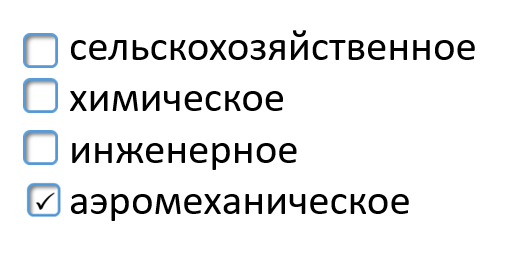 сельскохозяйственное
химическое
инженерное
аэромеханическое